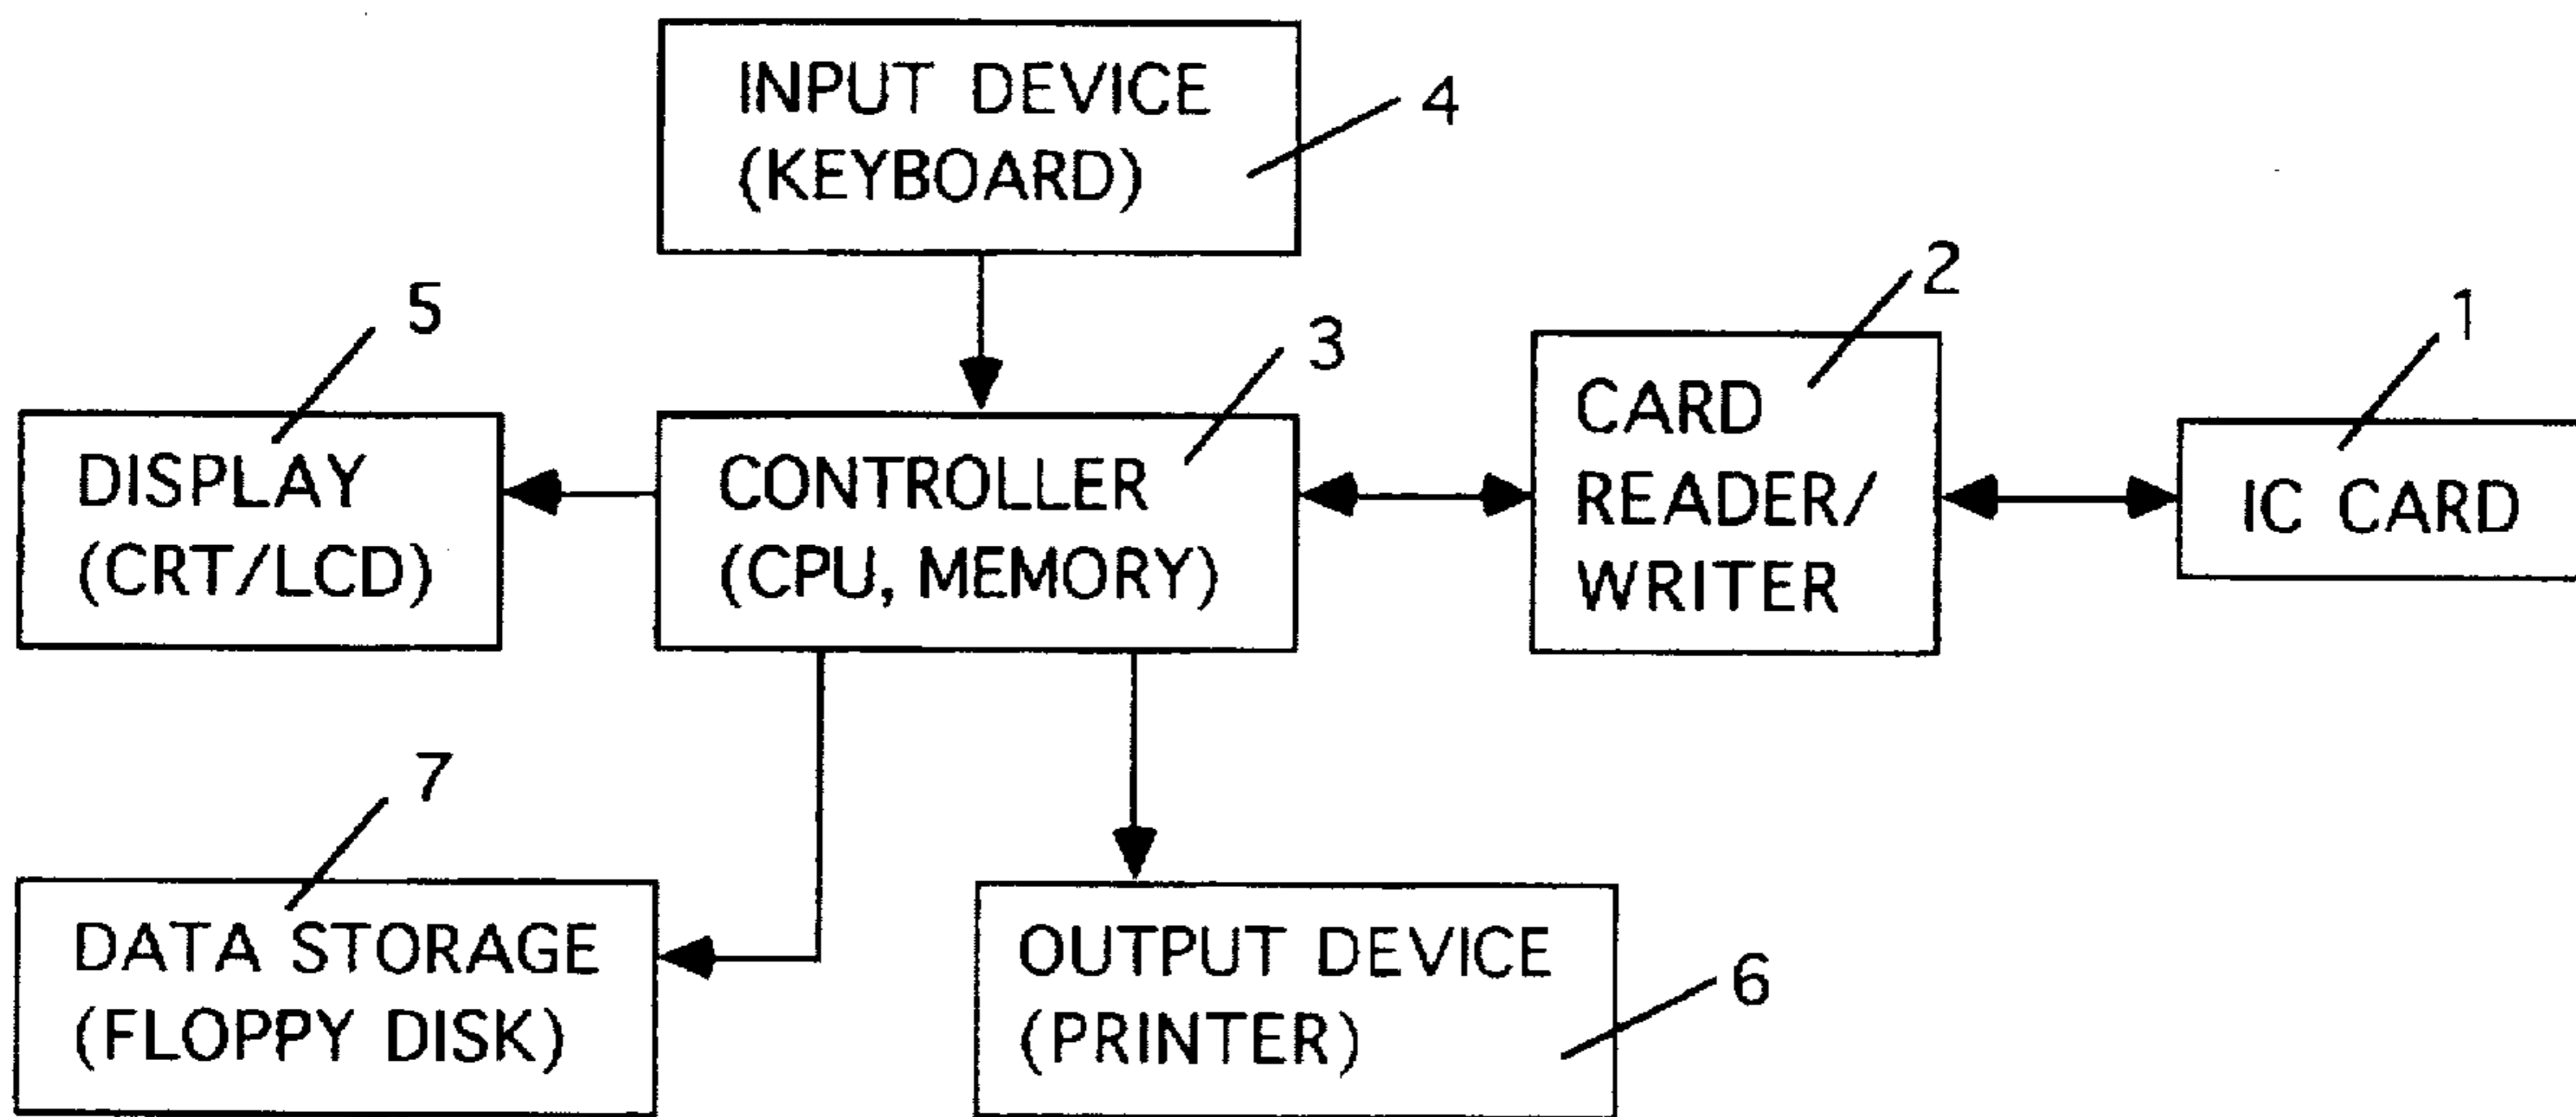 INPUT DEVICE
(KEYBOARD)
4
5
DISPLAY
(CRT/LCD)
3
CONTROLLER
(CPU, MEMORY)
2
CARD
READER/
WRITER
1
IC CARD
7
DATA STORAGE
(FLOPPY DISK)
OUTPUT DEVICE
(PRINTER)
6